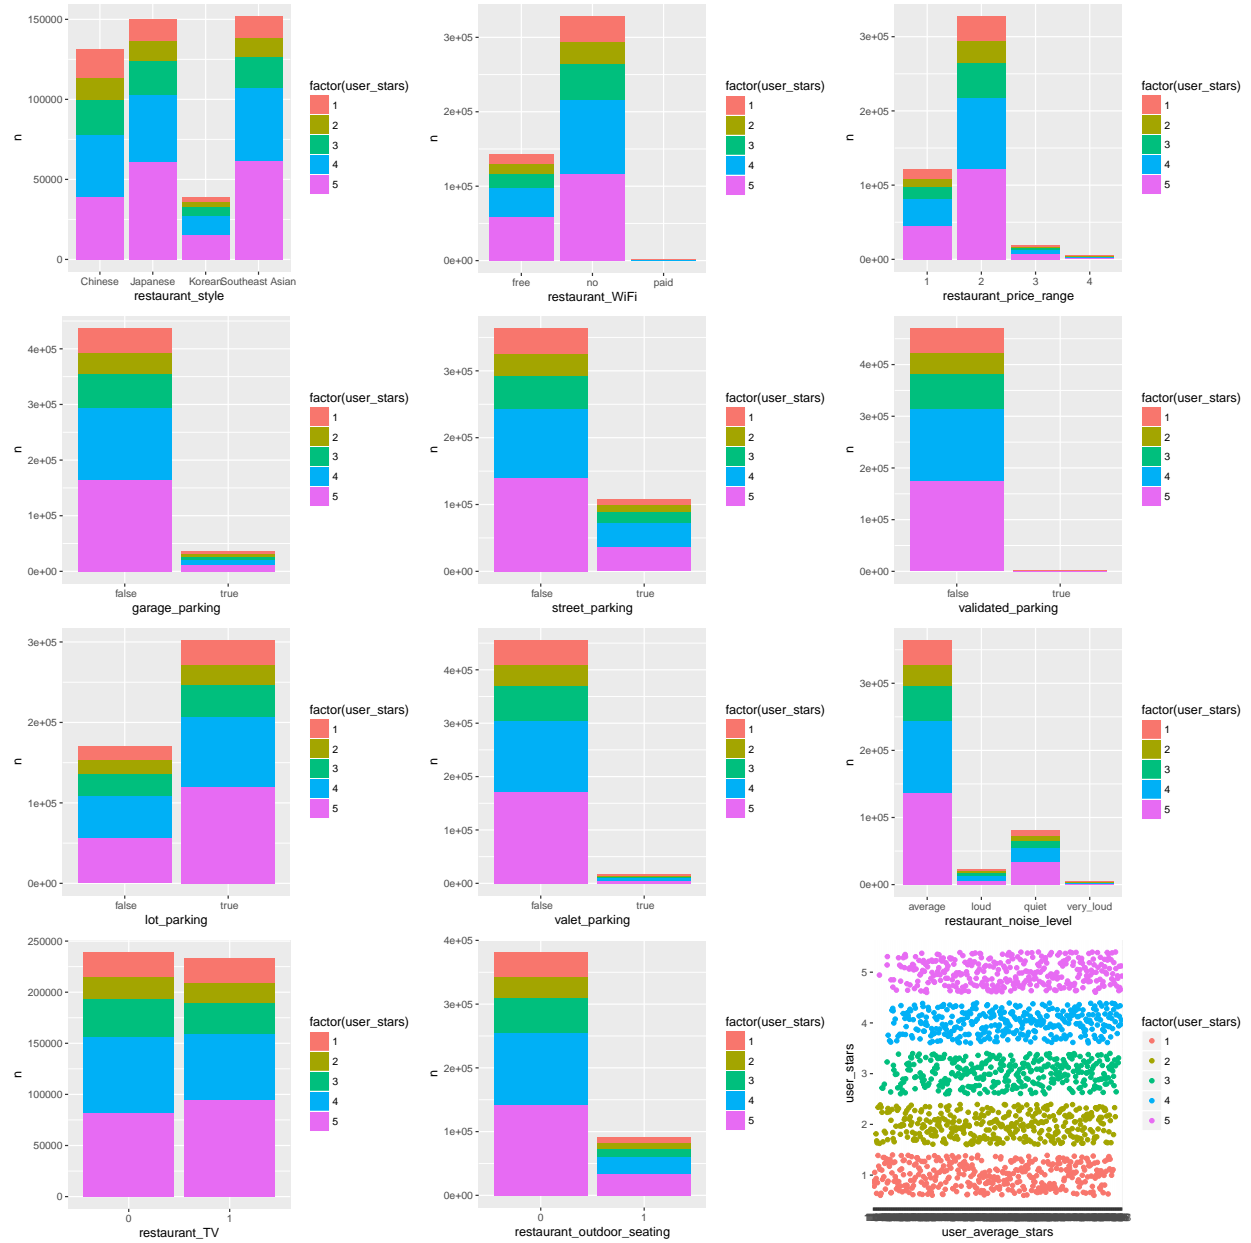 150000
100000
50000
0
n
Chinese Japanese Korean Southeast Asian
restaurant_style
factor(user_stars)
1
2
3
4
5
3e+05
2e+05
1e+05
0e+00
n
free no paid
restaurant_WiFi
factor(user_stars)
1
2
3
4
5
3e+05
2e+05
1e+05
0e+00
n
1 2 3 4
restaurant_price_range
factor(user_stars)
1
2
3
4
5
4e+05
3e+05
2e+05
1e+05
0e+00
n
false true
garage_parking
factor(user_stars)
1
2
3
4
5
3e+05
2e+05
1e+05
0e+00
n
false true
street_parking
factor(user_stars)
1
2
3
4
5
4e+05
3e+05
2e+05
1e+05
0e+00
n
false true
validated_parking
factor(user_stars)
1
2
3
4
5
3e+05
2e+05
1e+05
0e+00
n
false true
lot_parking
factor(user_stars)
1
2
3
4
5
4e+05
3e+05
2e+05
1e+05
0e+00
n
false true
valet_parking
factor(user_stars)
1
2
3
4
5
3e+05
2e+05
1e+05
0e+00
n
average loud quiet very_loud
restaurant_noise_level
factor(user_stars)
1
2
3
4
5
250000
200000
150000
100000
50000
0
n
0 1
restaurant_TV
factor(user_stars)
1
2
3
4
5
4e+05
3e+05
2e+05
1e+05
0e+00
n
0 1
restaurant_outdoor_seating
factor(user_stars)
1
2
3
4
5
5
4
3
2
1
user_stars
user_average_stars
factor(user_stars)
1
2
3
4
5